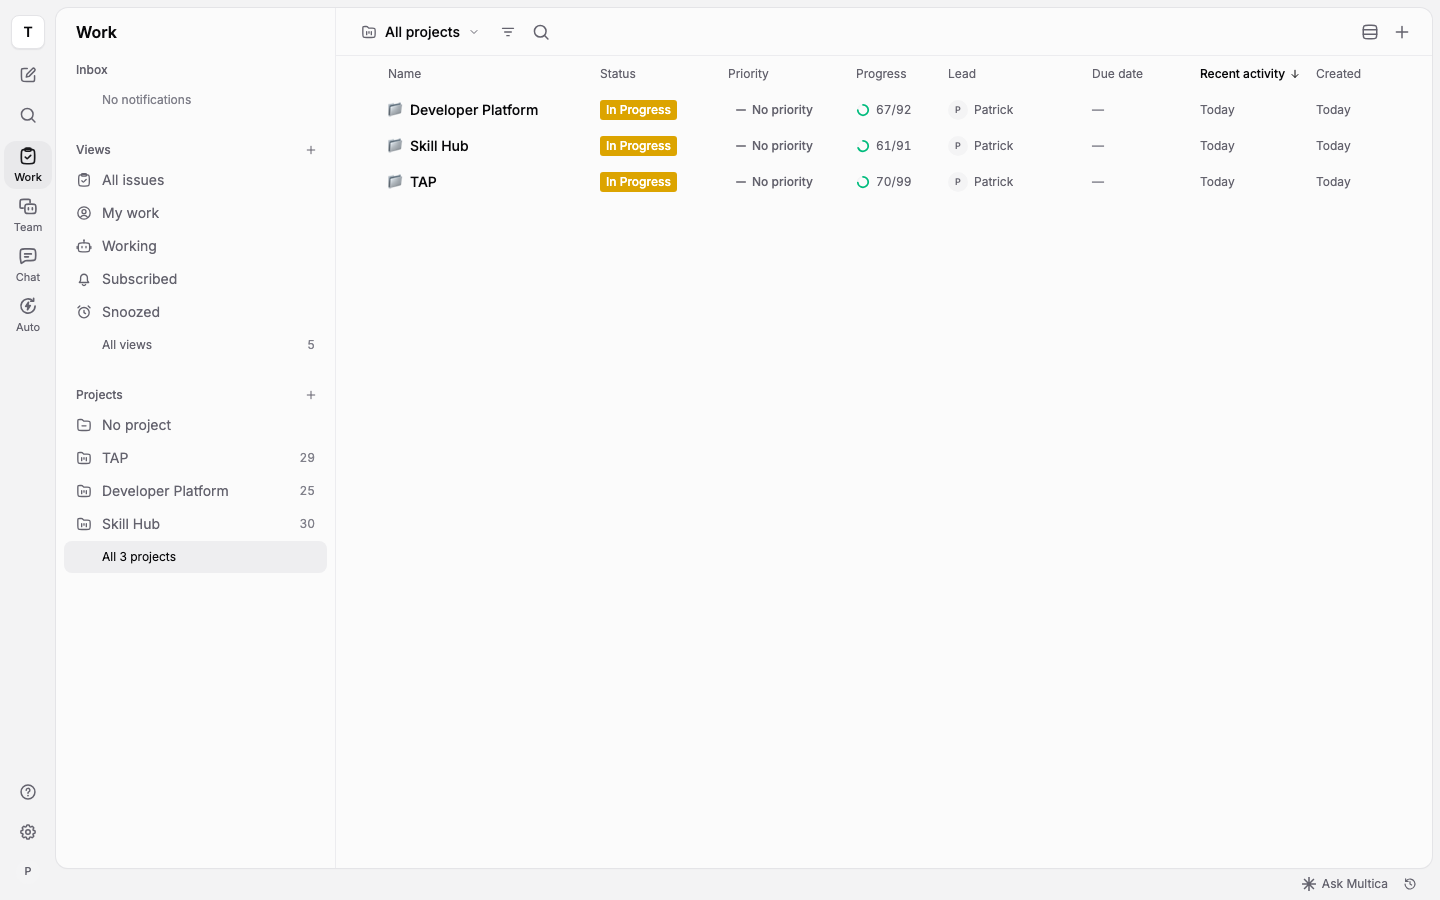 T
Work
Team
Chat
Auto
P
Work
Inbox
No notifications
Views
All issues
My work
Working
Subscribed
Snoozed
All views 5
Projects
No project
TAP 29
Developer Platform 25
Skill Hub 30
All 3 projects
All projects
Name Status Priority Progress Lead Due date Recent activity ↓ Created
Developer Platform In Progress — No priority 67/92 P Patrick — Today Today
Skill Hub In Progress — No priority 61/91 P Patrick — Today Today
TAP In Progress — No priority 70/99 P Patrick — Today Today
Ask Multica